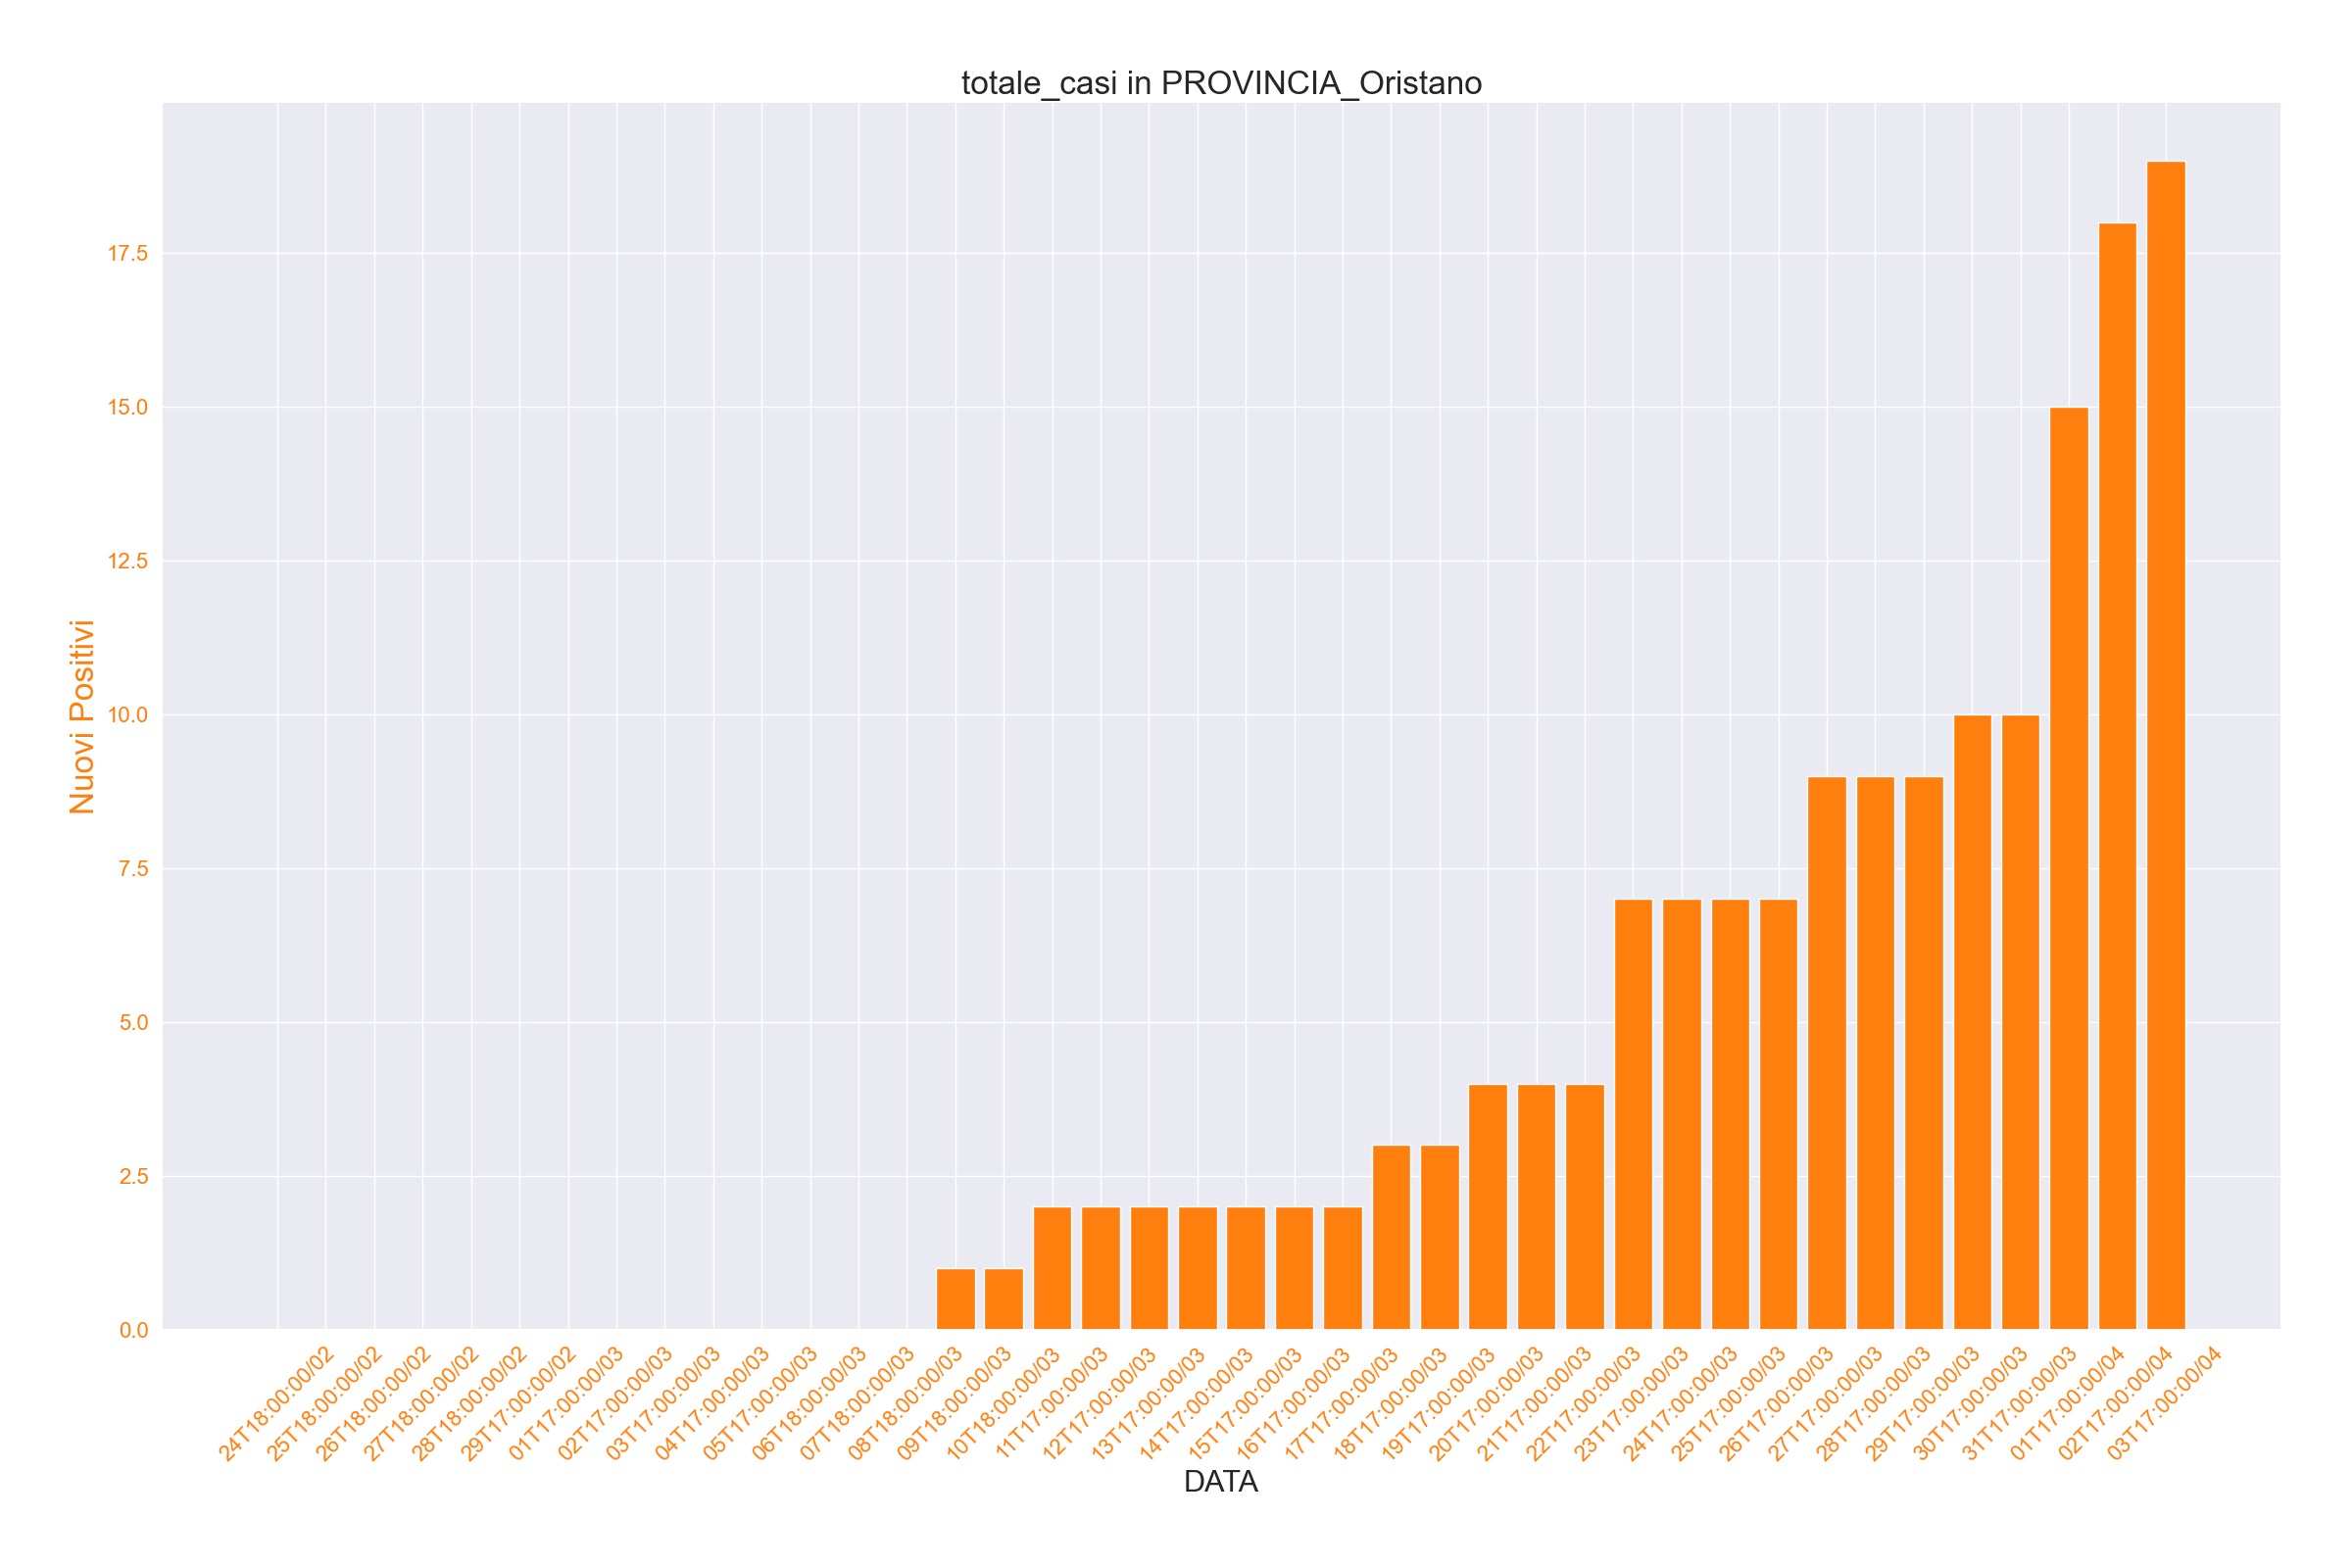 totale_casi in PROVINCIA_Oristano
17.5
15.0
12.5
10.0
7.5
5.0
2.5
0.0
Nuovi Positivi
24T18:00:00/02
25T18:00:00/02
26T18:00:00/02
27T18:00:00/02
28T18:00:00/02
29T17:00:00/02
01T17:00:00/03
02T17:00:00/03
03T17:00:00/03
04T17:00:00/03
05T17:00:00/03
06T18:00:00/03
07T18:00:00/03
08T18:00:00/03
09T18:00:00/03
10T18:00:00/03
11T17:00:00/03
12T17:00:00/03
13T17:00:00/03
14T17:00:00/03
15T17:00:00/03
16T17:00:00/03
17T17:00:00/03
18T17:00:00/03
19T17:00:00/03
20T17:00:00/03
21T17:00:00/03
22T17:00:00/03
23T17:00:00/03
24T17:00:00/03
25T17:00:00/03
26T17:00:00/03
27T17:00:00/03
28T17:00:00/03
29T17:00:00/03
30T17:00:00/03
31T17:00:00/03
01T17:00:00/04
02T17:00:00/04
03T17:00:00/04
DATA